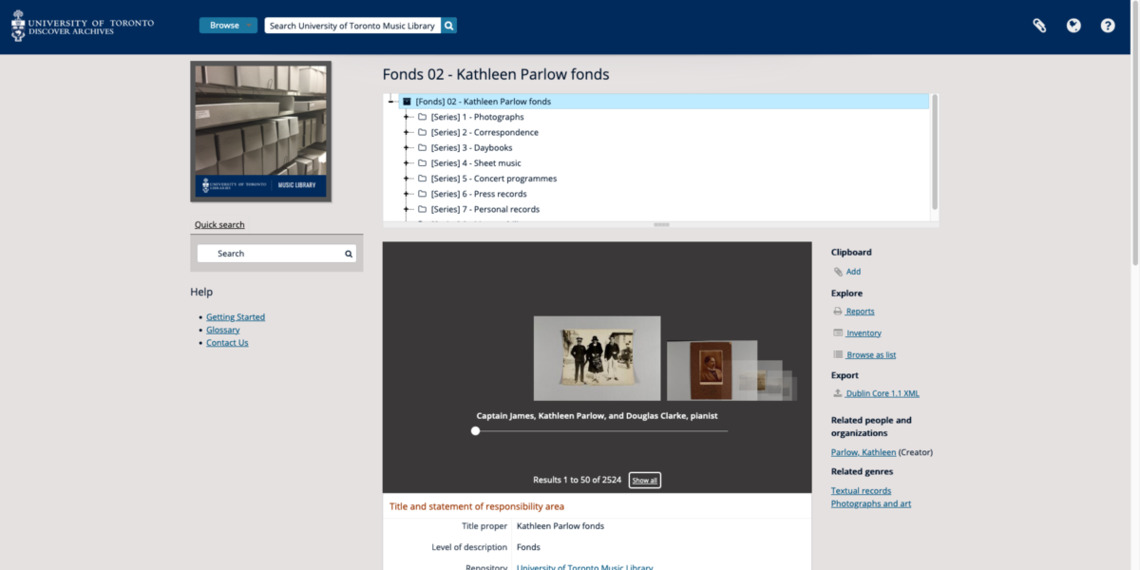 UNIVERSITY OF TORONTO
DISCOVER ARCHIVES
Browse
Search University of Toronto Music Library
Fonds 02 - Kathleen Parlow fonds
[Fonds] 02 - Kathleen Parlow fonds
[Series] 1 - Photographs
[Series] 2 - Correspondence
[Series] 3 - Daybooks
[Series] 4 - Sheet music
[Series] 5 - Concert programmes
[Series] 6 - Press records
[Series] 7 - Personal records
UNIVERSITY OF TORONTO
LIBRARIES
MUSIC LIBRARY
Quick search
Search
Help
Getting Started
Glossary
Contact Us
Captain James, Kathleen Parlow, and Douglas Clarke, pianist
Results 1 to 50 of 2524 Show all
Title and statement of responsibility area
Title proper Kathleen Parlow fonds
Level of description Fonds
Repository University of Toronto Music Library
Clipboard
Add
Explore
Reports
Inventory
Browse as list
Export
Dublin Core 1.1 XML
Related people and
organizations
Parlow, Kathleen (Creator)
Related genres
Textual records
Photographs and art